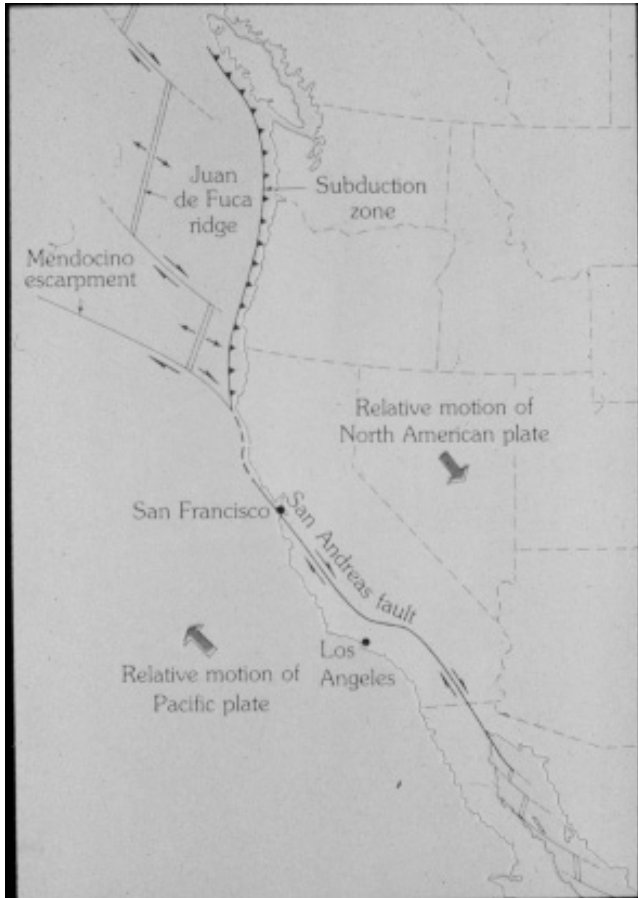 Juan
de Fuca
ridge
Subduction
zone
Mendocino
escarpment
Relative motion of
North American plate
San Francisco
San Andreas fault
Los
Angeles
Relative motion of
Pacific plate